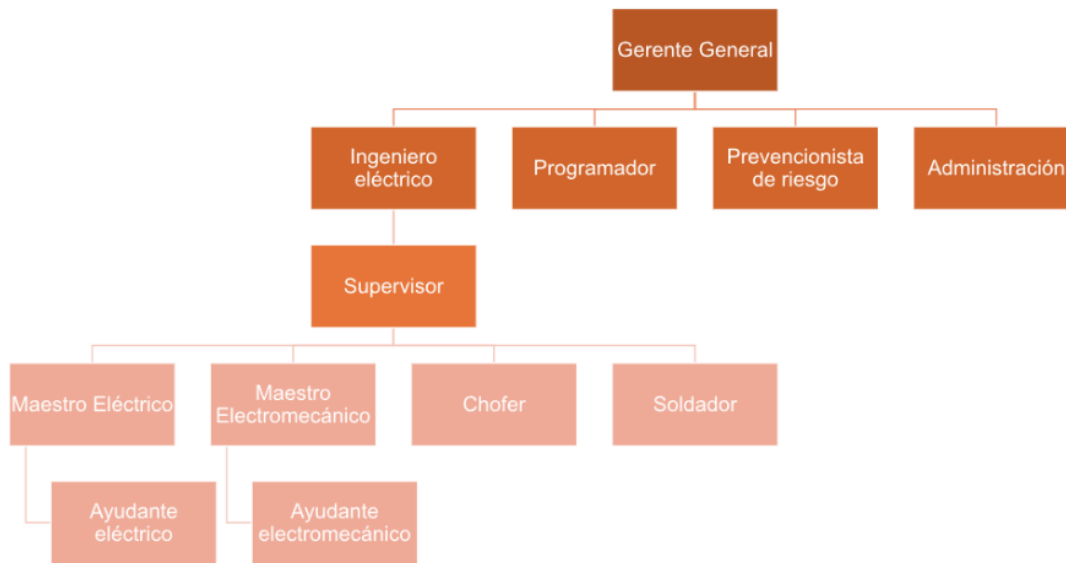 Gerente General
Ingeniero
eléctrico
Programador
Prevencionista
de riesgo
Administración
Supervisor
Maestro Eléctrico
Maestro
Electromecánico
Chofer
Soldador
Ayudante
eléctrico
Ayudante
electromecánico